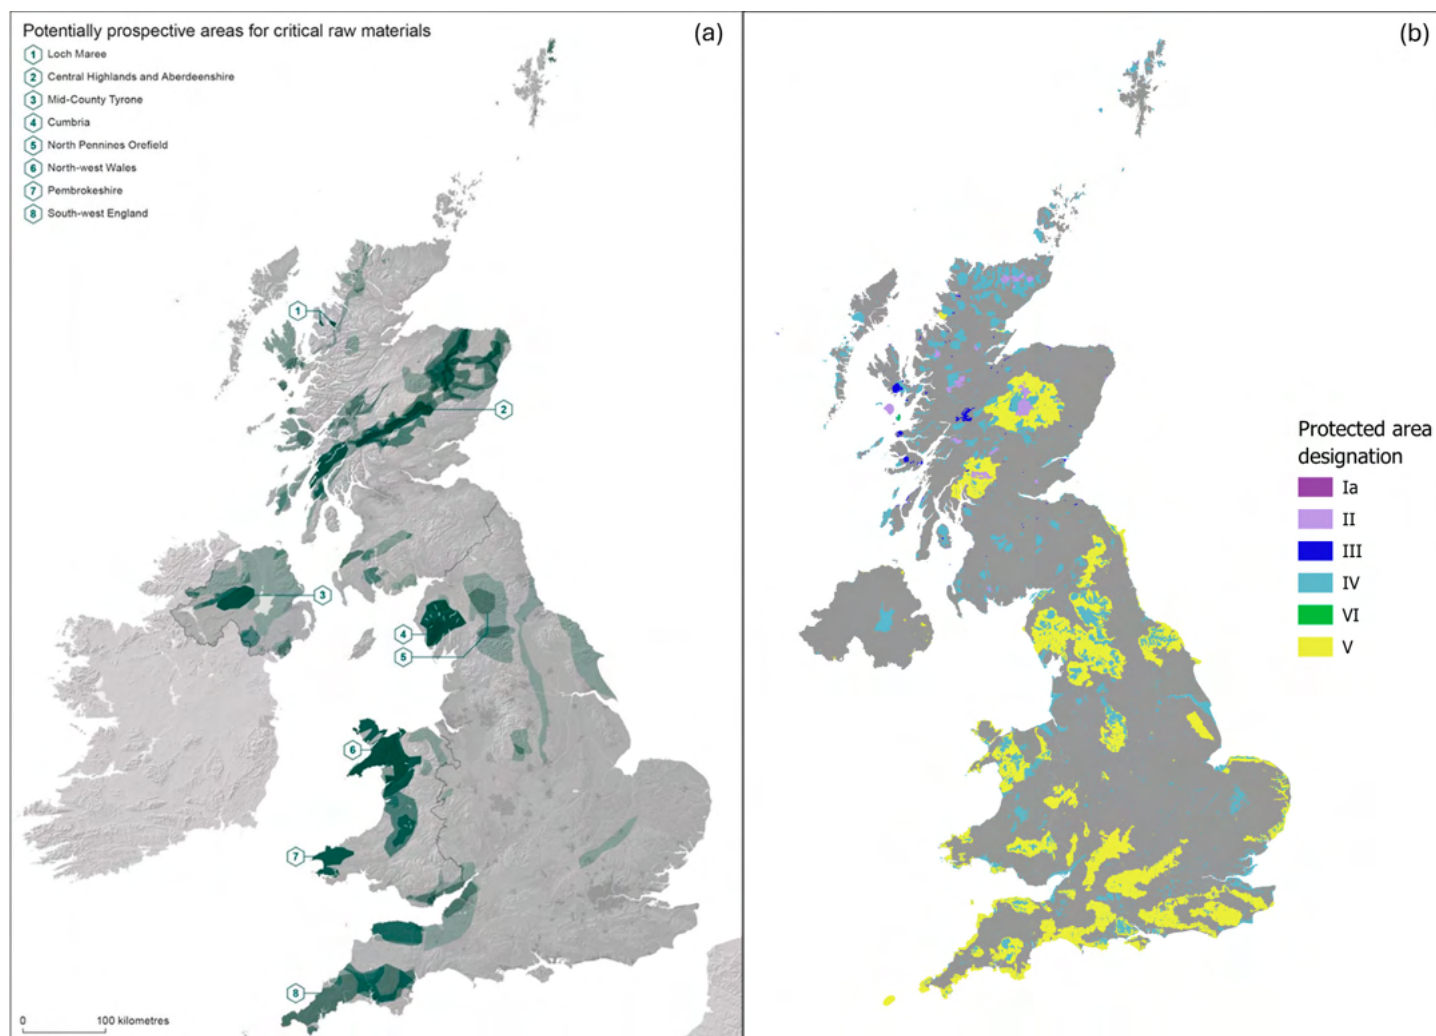 Potentially prospective areas for critical raw materials
1 Loch Maree
2 Central Highlands and Aberdeenshire
3 Mid-County Tyrone
4 Cumbria
5 North Pennines Orefield
6 North-west Wales
7 Pembrokeshire
8 South-west England
(a)
1
2
3
4
5
6
7
8
0 100 kilometres
(b)
Protected area
designation
Ia
II
III
IV
VI
V